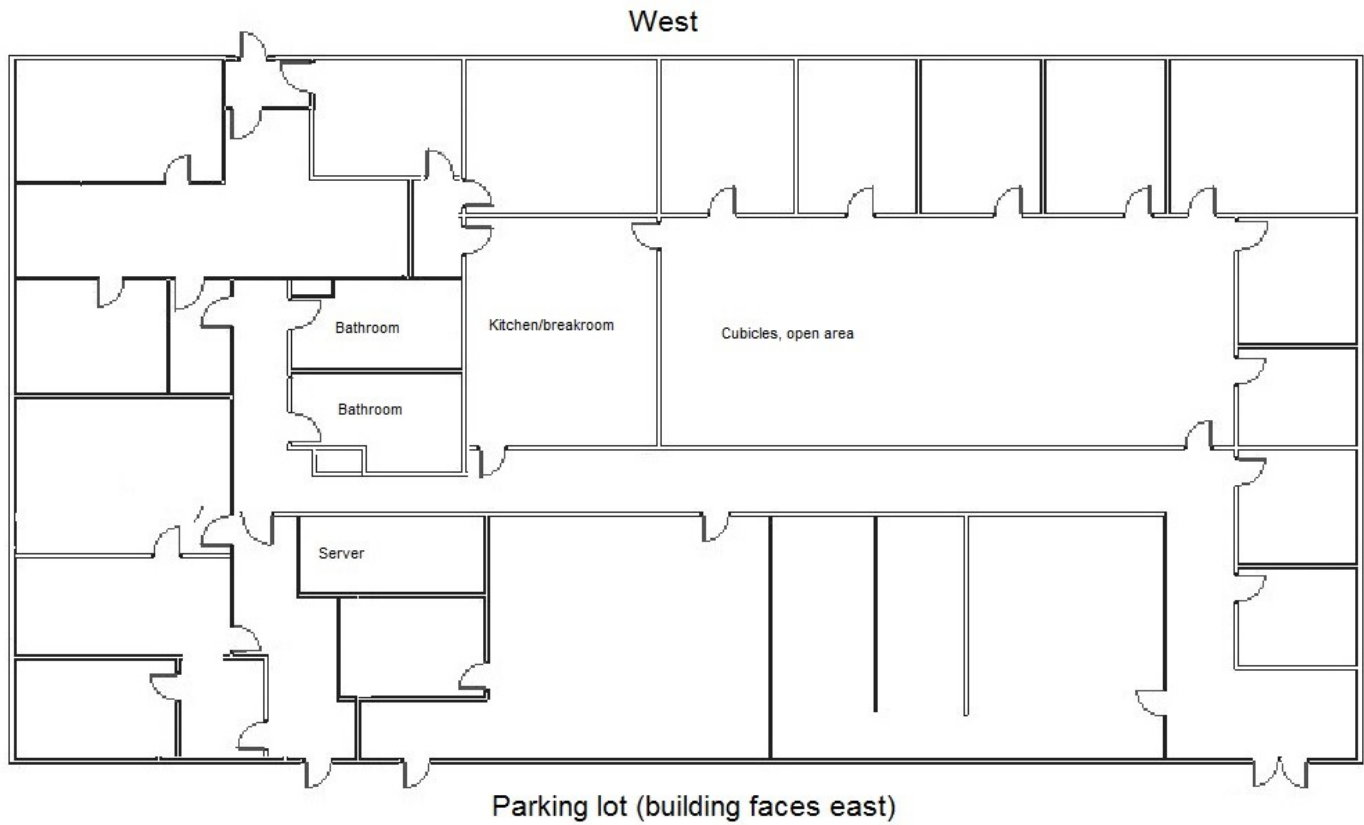 West
Bathroom
Kitchen/breakroom
Cubicles, open area
Bathroom
Server
Parking lot (building faces east)